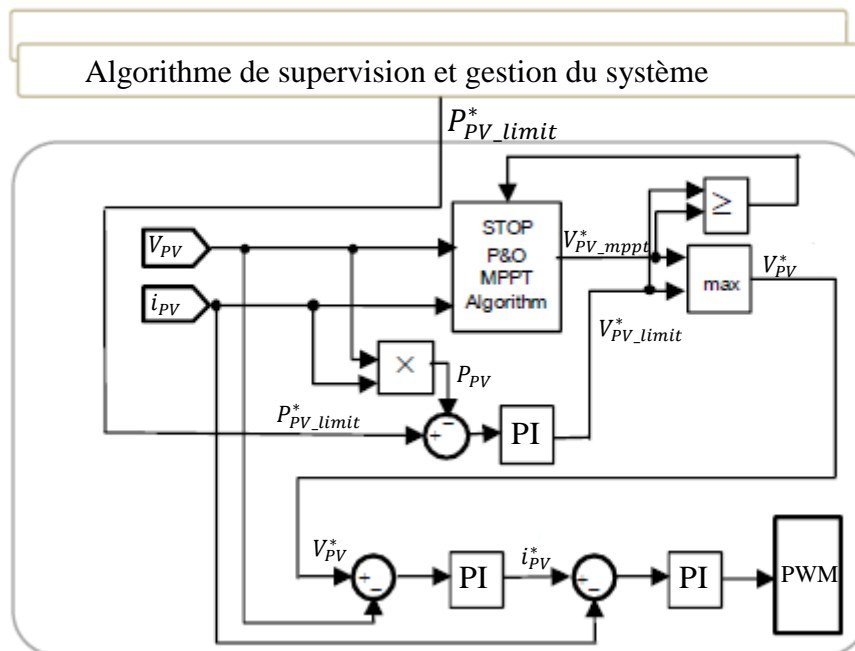 Algorithme de supervision et gestion du système
P*PV_limit
≥
STOP
P&O
MPPT
Algorithm
VPV
V*PV_mppt
V*PV
max
iPV
V*PV_limit
×
PPV
P*PV_limit
+
−
PI
V*PV
+
−
PI
i*PV
+
−
PI
PWM